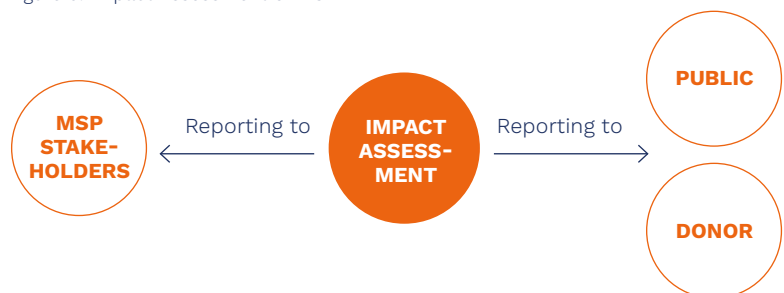 MSP
STAKE-
HOLDERS
Reporting to
IMPACT
ASSESS-
MENT
Reporting to
PUBLIC
DONOR